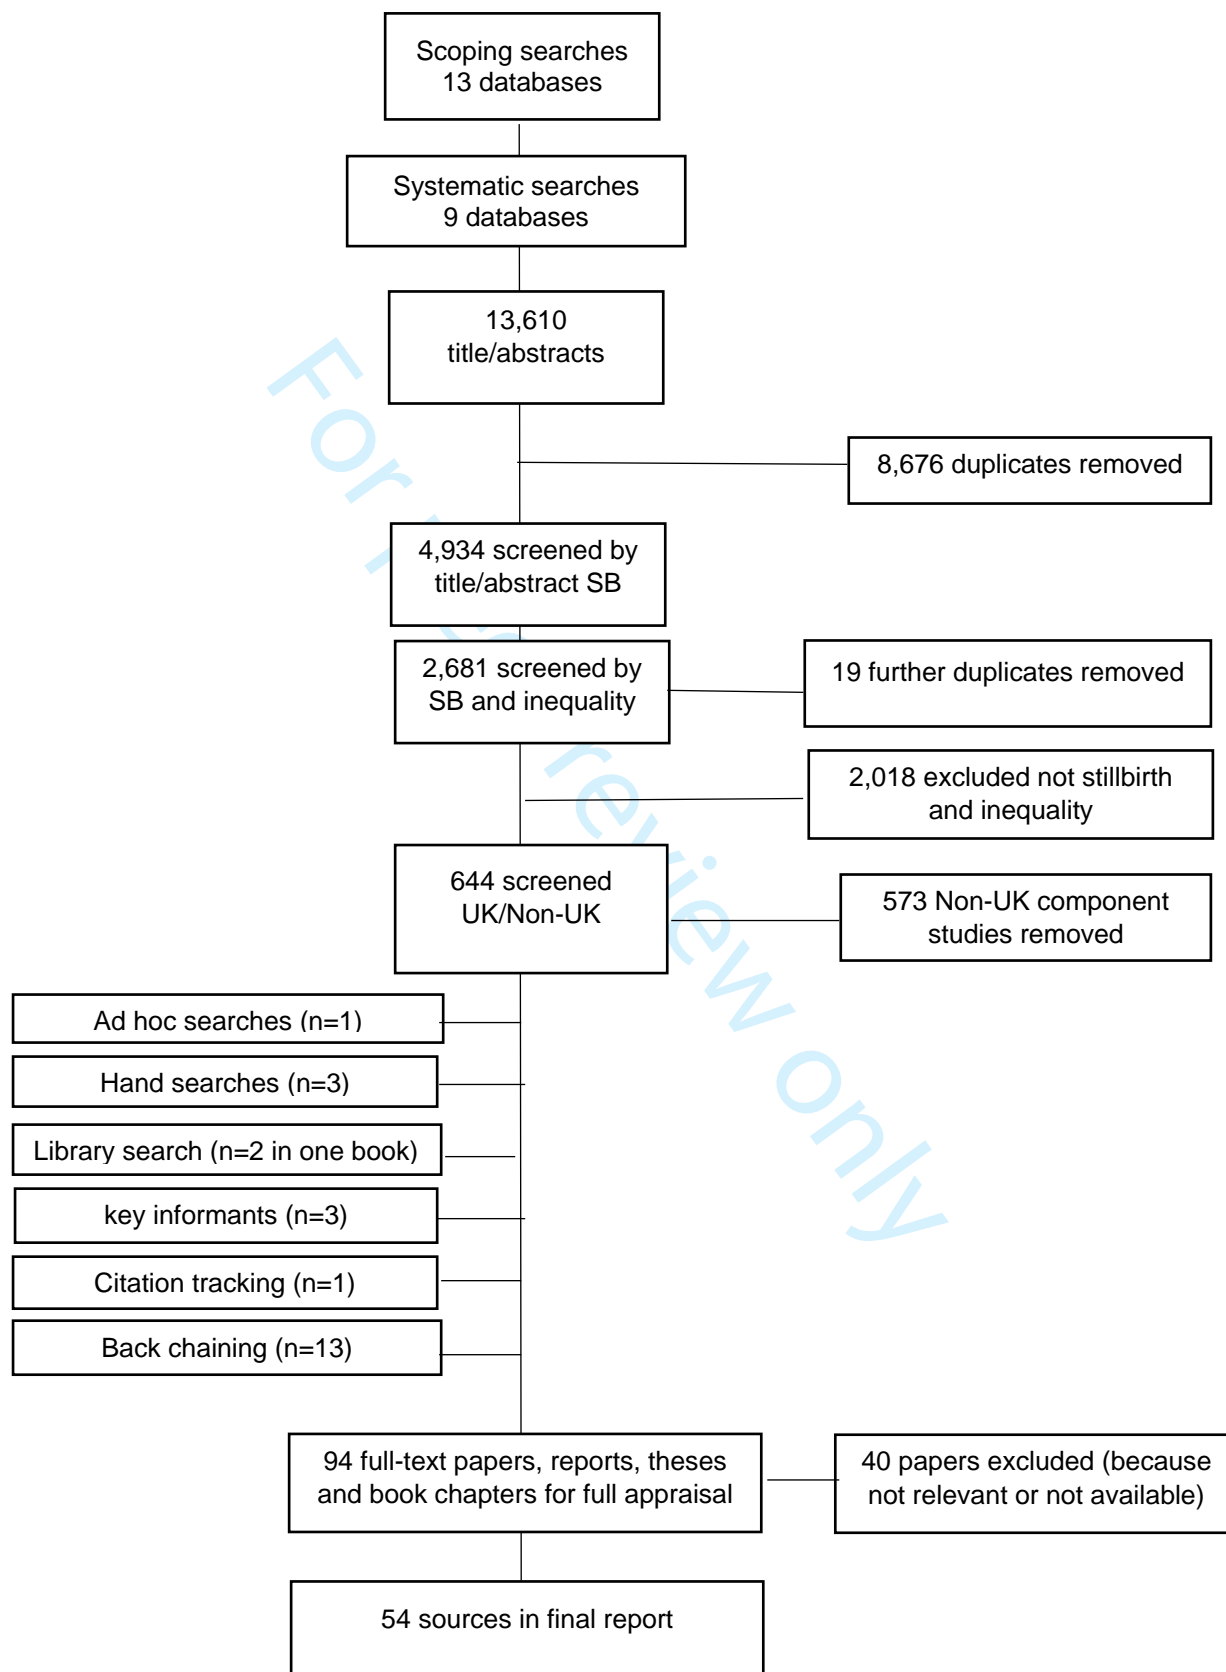 Scoping searches
13 databases
Systematic searches
9 databases
13,610
title/abstracts
8,676 duplicates removed
4,934 screened by
title/abstract SB
2,681 screened by
SB and inequality
19 further duplicates removed
2,018 excluded not stillbirth
and inequality
644 screened
UK/Non-UK
573 Non-UK component
studies removed
Ad hoc searches (n=1)
Hand searches (n=3)
Library search (n=2 in one book)
key informants (n=3)
Citation tracking (n=1)
Back chaining (n=13)
94 full-text papers, reports, theses
and book chapters for full appraisal
40 papers excluded (because
not relevant or not available)
54 sources in final report
For review only